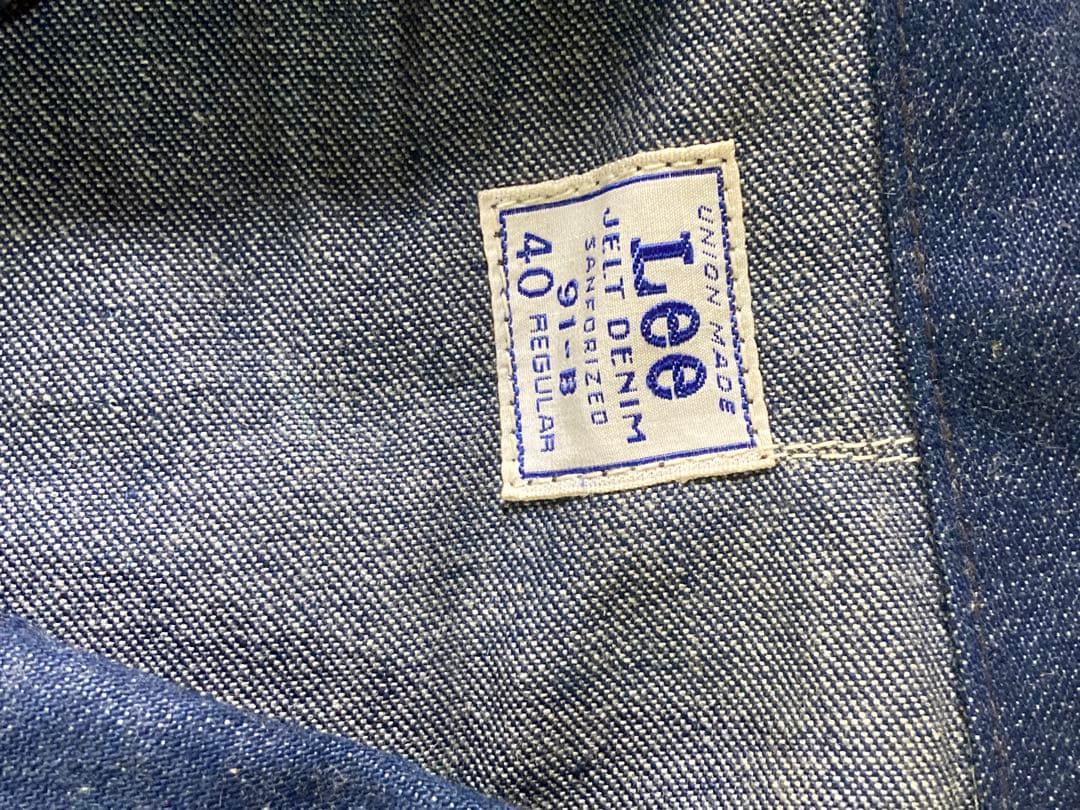 UNION MADE
Lee
JELT DENIM
SANFORIZED
91-B
40 REGULAR